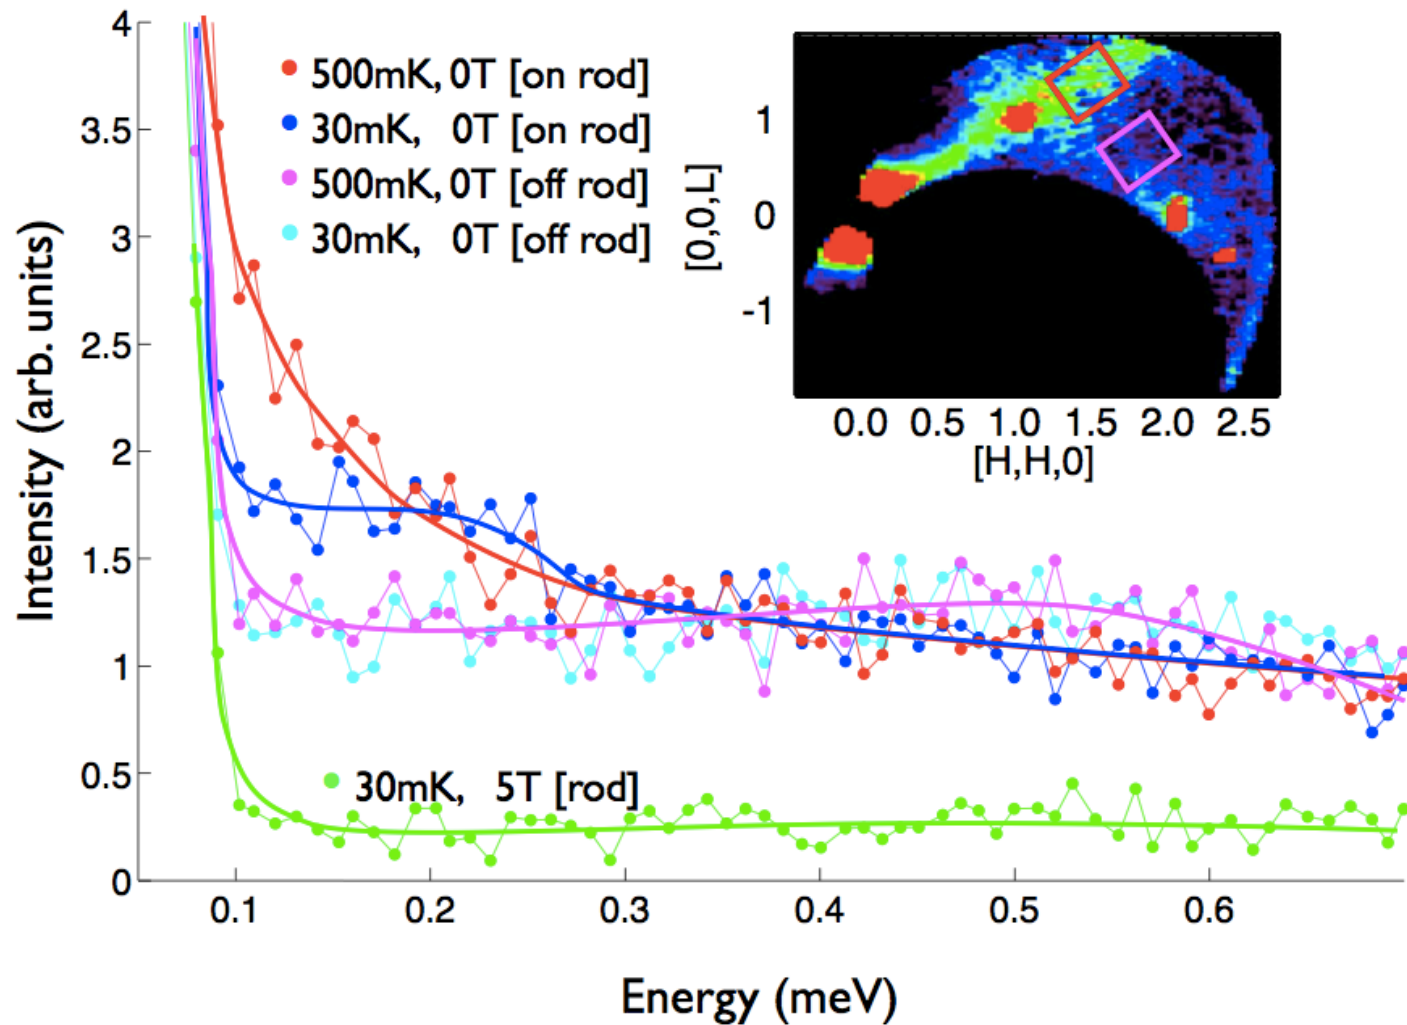 4
3.5
3
2.5
2
1.5
1
0.5
0
Intensity (arb. units)
500mK, 0T [on rod]
30mK, 0T [on rod]
500mK, 0T [off rod]
30mK, 0T [off rod]
30mK, 5T [rod]
1
0
-1
[0,0,L]
0.0 0.5 1.0 1.5 2.0 2.5
[H,H,0]
0.1 0.2 0.3 0.4 0.5 0.6
Energy (meV)